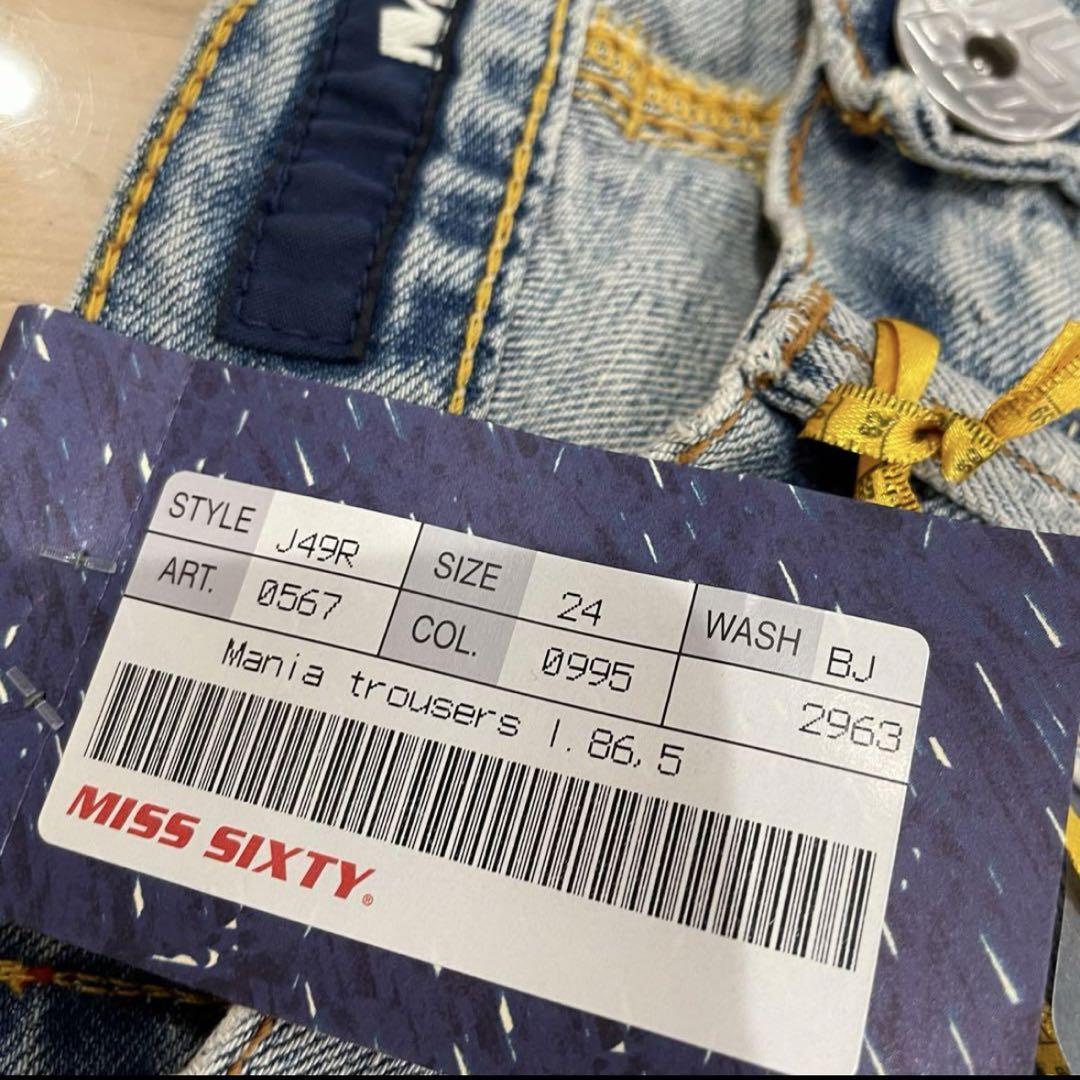 M
STYLE J49R SIZE 24 WASH BJ
ART. 0567 COL. 0995 2963
Mania trousers l. 86,5
MISS SIXTY®